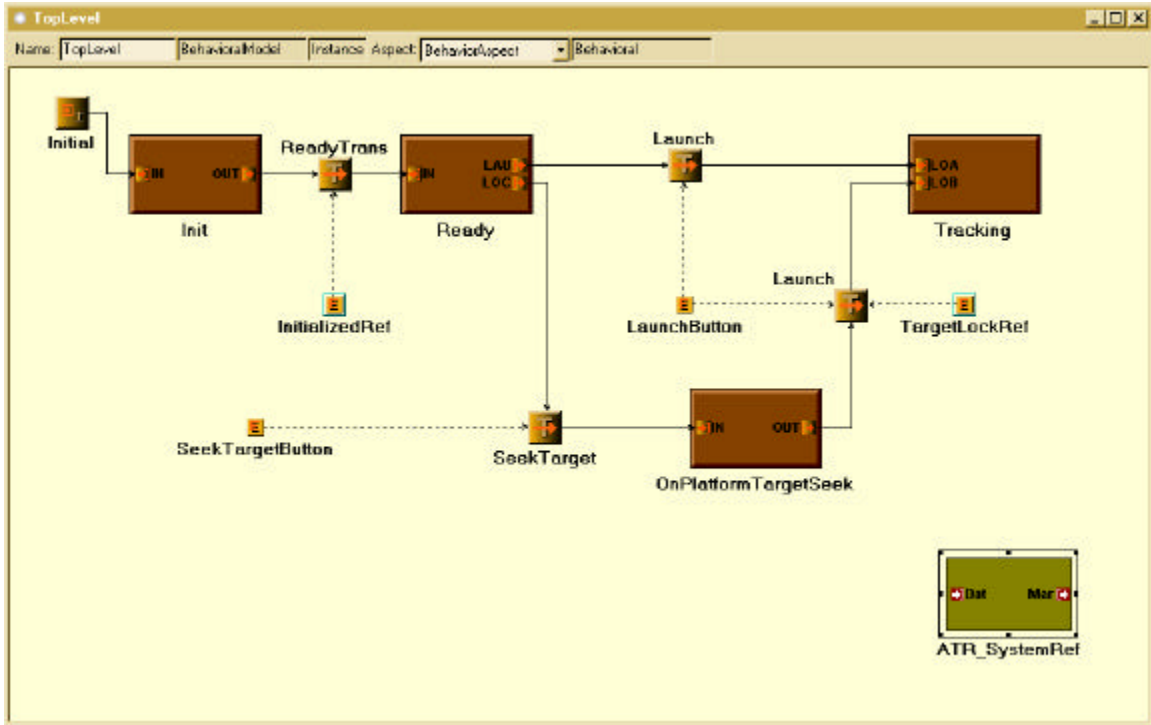 TopLevel
Name: TopLevel BehavioralModel Instance Aspect: BehaviorAspect Behavioral
Initial
ReadyTrans
Launch
IN OUT
IN LAU
LOC
LOA
LOB
Init
Ready
Tracking
Launch
InitializedRef
LaunchButton
TargetLockRef
SeekTargetButton
SeekTarget
IN OUT
OnPlatformTargetSeek
Dat Mar
ATR_SystemRef